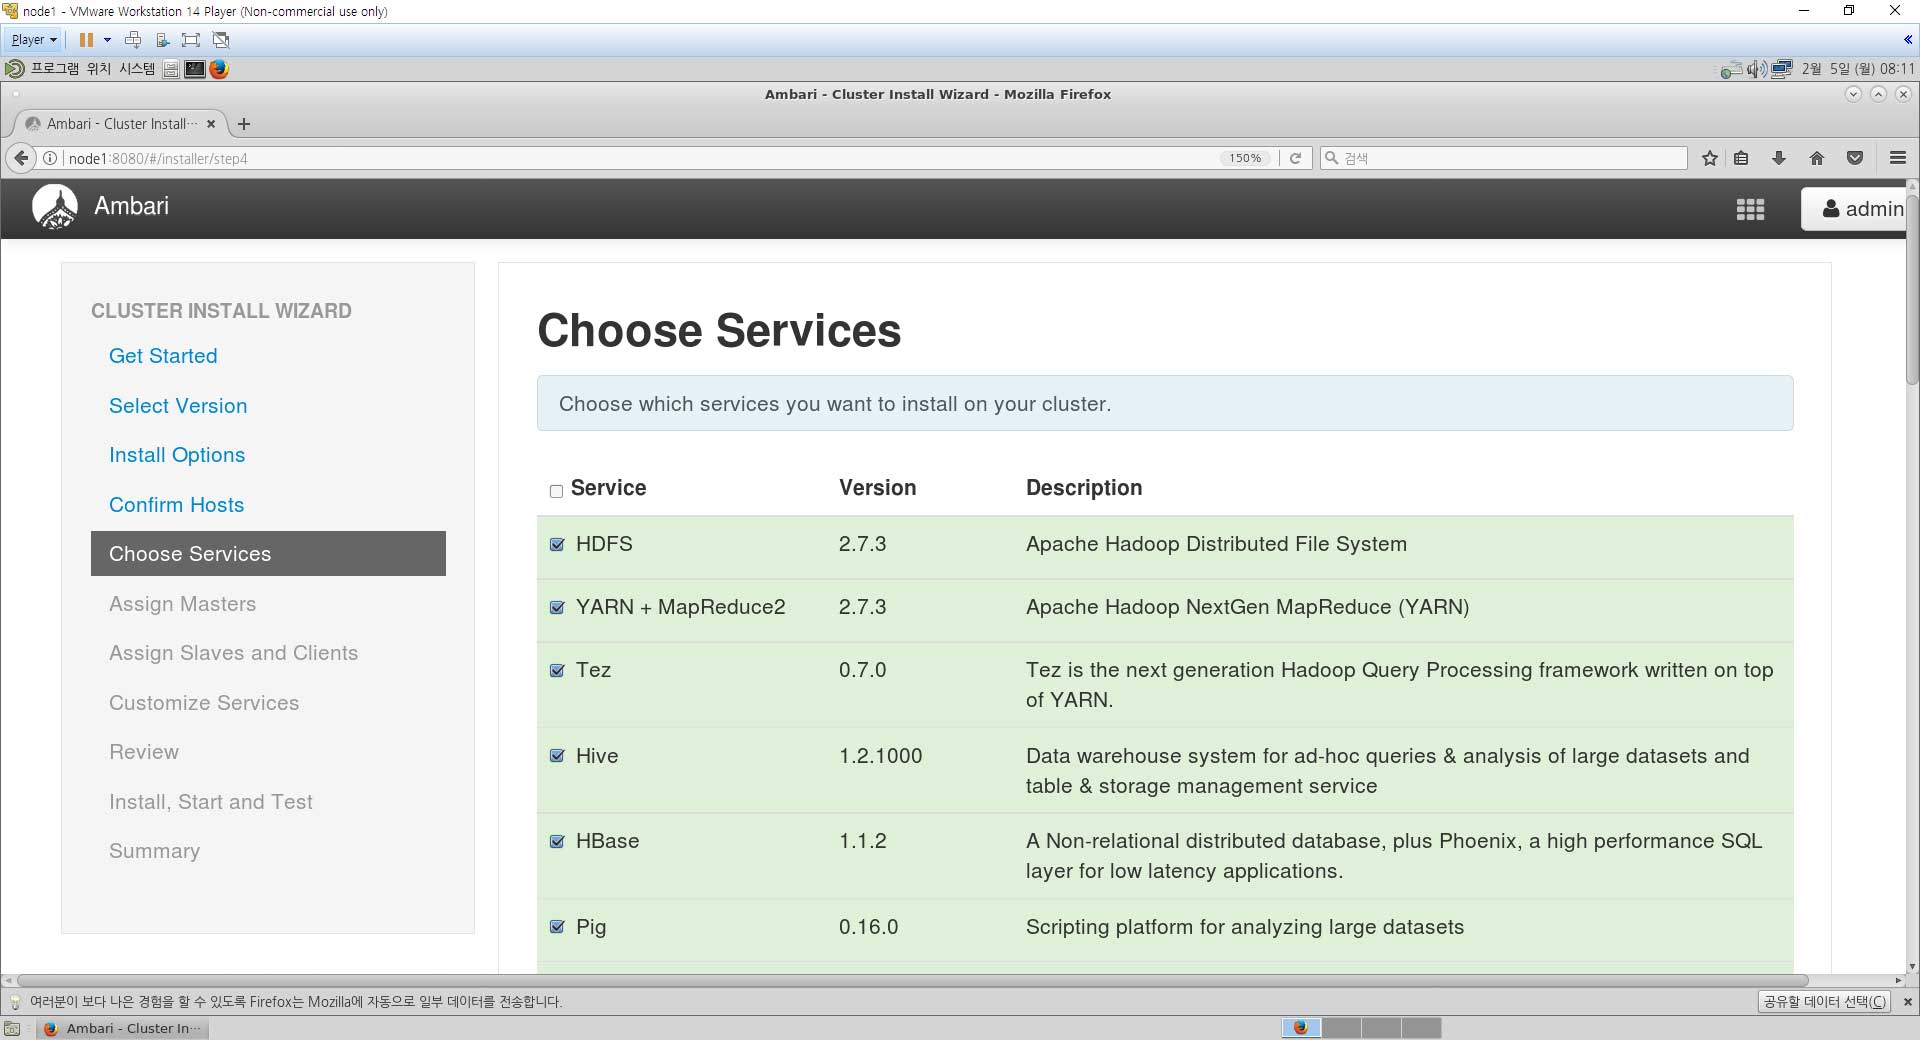 node1 - VMware Workstation 14 Player (Non-commercial use only)
Player
프로그램 위치 시스템
2월 5일 (월) 08:11
Ambari - Cluster Install Wizard - Mozilla Firefox
Ambari - Cluster Install···
node1:8080/#/installer/step4
150%
검색
Ambari
admin
CLUSTER INSTALL WIZARD
Get Started
Select Version
Install Options
Confirm Hosts
Choose Services
Assign Masters
Assign Slaves and Clients
Customize Services
Review
Install, Start and Test
Summary
Choose Services
Choose which services you want to install on your cluster.
Service Version Description
HDFS 2.7.3 Apache Hadoop Distributed File System
YARN + MapReduce2 2.7.3 Apache Hadoop NextGen MapReduce (YARN)
Tez 0.7.0 Tez is the next generation Hadoop Query Processing framework written on top
of YARN.
Hive 1.2.1000 Data warehouse system for ad-hoc queries & analysis of large datasets and
table & storage management service
HBase 1.1.2 A Non-relational distributed database, plus Phoenix, a high performance SQL
layer for low latency applications.
Pig 0.16.0 Scripting platform for analyzing large datasets
여러분이 보다 나은 경험을 할 수 있도록 Firefox는 Mozilla에 자동으로 일부 데이터를 전송합니다.
공유할 데이터 선택(C)
Ambari - Cluster In···